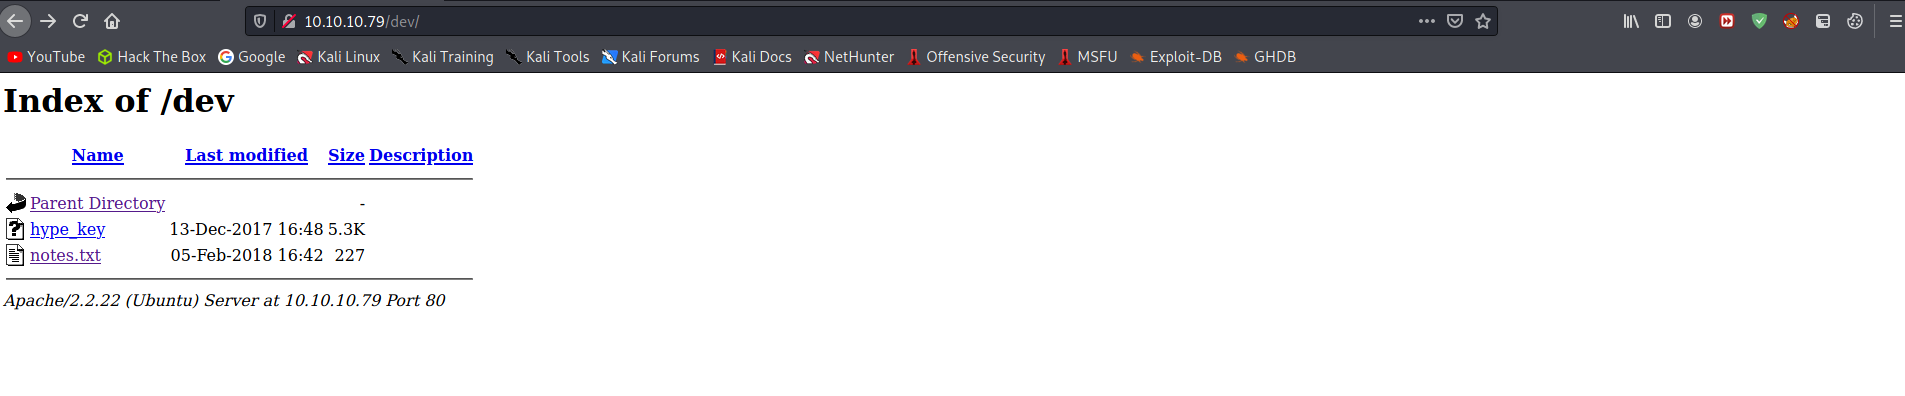 10.10.10.79/dev/
YouTube Hack The Box Google Kali Linux Kali Training Kali Tools Kali Forums Kali Docs NetHunter Offensive Security MSFU Exploit-DB GHDB
Index of /dev
Name Last modified Size Description
Parent Directory -
hype_key 13-Dec-2017 16:48 5.3K
notes.txt 05-Feb-2018 16:42 227
Apache/2.2.22 (Ubuntu) Server at 10.10.10.79 Port 80